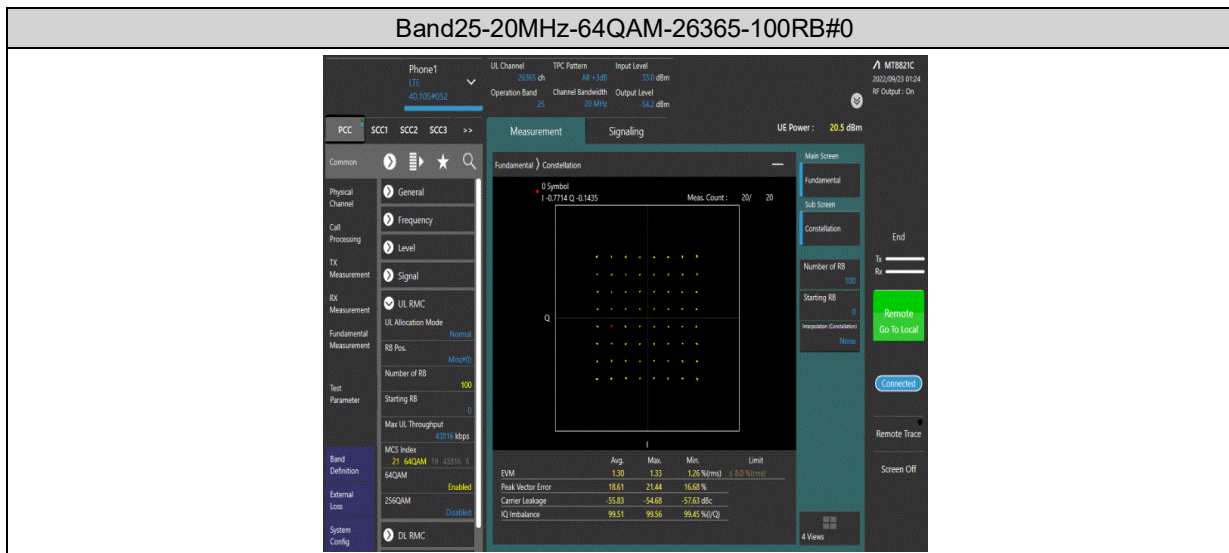 Band25-20MHz-64QAM-26365-100RB#0
Phone1
LTE
40.10S#052
UL Channel TPC Pattern Input Level
26365 ch All +3dB 33.0 dBm
Operation Band Channel Bandwidth Output Level
25 20 MHz -54.2 dBm
MT8821C
2022/09/23 01:24
RF Output : On
PCC SCC1 SCC2 SCC3 >>
Measurement Signaling
UE Power : 20.5 dBm
Common
Physical
Channel
Call
Processing
TX
Measurement
RX
Measurement
Fundamental
Measurement
Test
Parameter
Band
Definition
External
Loss
System
Config
General
Frequency
Level
Signal
UL RMC
UL Allocation Mode
Normal
RB Pos.
Min(#0)
Number of RB
100
Starting RB
0
Max UL Throughput
43816 kbps
MCS Index
21 64QAM 19 43816 8
64QAM
Enabled
256QAM
Disabled
DL RMC
Fundamental 〉 Constellation
0 Symbol
I -0.7714 Q -0.1435 Meas. Count : 20/ 20
Q
I
Avg. Max. Min. Limit
EVM 1.30 1.33 1.26 %(rms) ≤ 8.0 %(rms)
Peak Vector Error 18.61 21.44 16.68 %
Carrier Leakage -55.83 -54.68 -57.63 dBc
IQ Imbalance 99.51 99.56 99.45 %(I/Q)
Main Screen
Fundamental
Sub Screen
Constellation
Number of RB
100
Starting RB
0
Interpolation (Constellation)
None
4 Views
End
Tx
Rx
Remote
Go To Local
Connected
Remote Trace
Screen Off